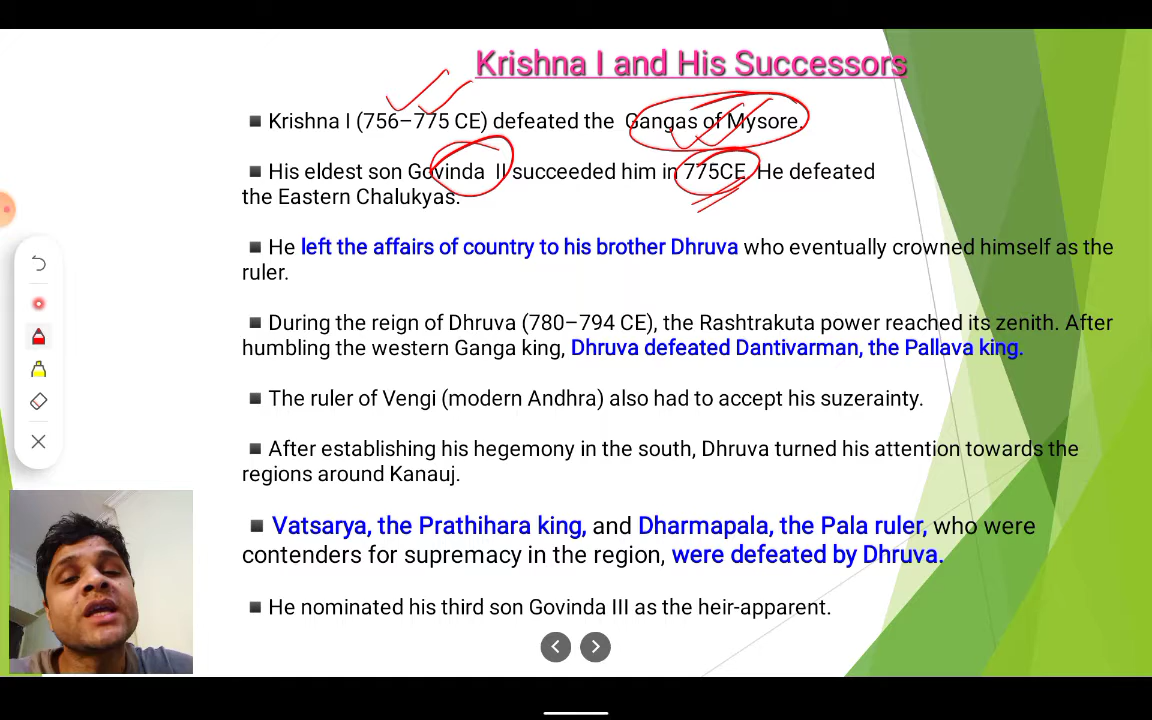 Krishna I and His Successors
▪ Krishna I (756–775 CE) defeated the Gangas of Mysore.
▪ His eldest son Govinda II succeeded him in 775CE. He defeated
the Eastern Chalukyas.
▪ He left the affairs of country to his brother Dhruva who eventually crowned himself as the
ruler.
▪ During the reign of Dhruva (780–794 CE), the Rashtrakuta power reached its zenith. After
humbling the western Ganga king, Dhruva defeated Dantivarman, the Pallava king.
▪ The ruler of Vengi (modern Andhra) also had to accept his suzerainty.
▪ After establishing his hegemony in the south, Dhruva turned his attention towards the
regions around Kanauj.
▪ Vatsarya, the Prathihara king, and Dharmapala, the Pala ruler, who were
contenders for supremacy in the region, were defeated by Dhruva.
▪ He nominated his third son Govinda III as the heir-apparent.